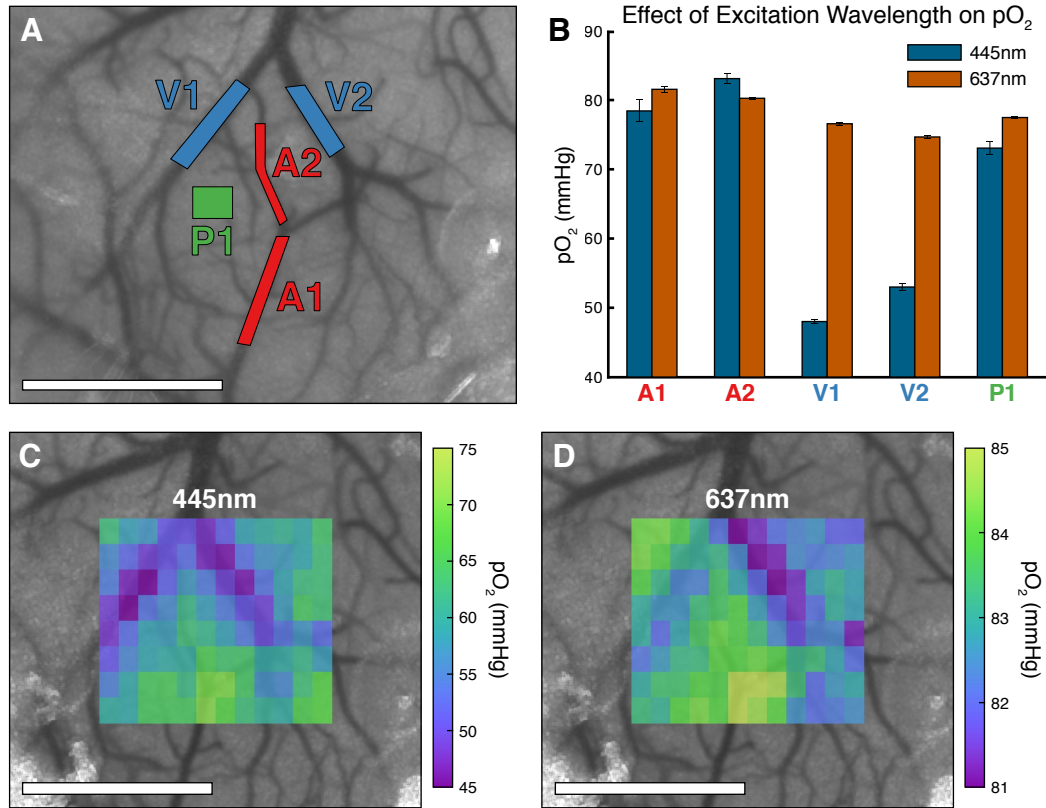 A
V1
V2
A2
P1
A1
B
Effect of Excitation Wavelength on pO₂
445nm
637nm
pO₂ (mmHg)
90
80
70
60
50
40
A1
A2
V1
V2
P1
C
445nm
75
70
65
60
55
50
45
pO₂ (mmHg)
D
637nm
85
84
83
82
81
pO₂ (mmHg)